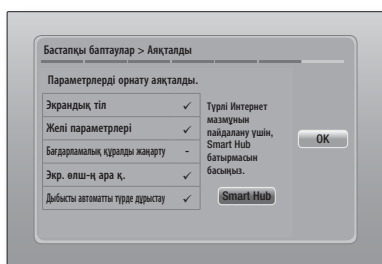 Бастапқы баптаулар > Аяқталды
Параметрлерді орнату аяқталды.
Экрандық тіл ✓
Желі параметрлері ✓
Бағдарламалық құралды жаңарту -
Экр. өлш-ң ара қ. ✓
Дыбысты автоматты түрде дұрыстау ✓
Түрлі Интернет
мазмұнын
пайдалану үшін,
Smart Hub
батырмасын
басыңыз.
Smart Hub
OK